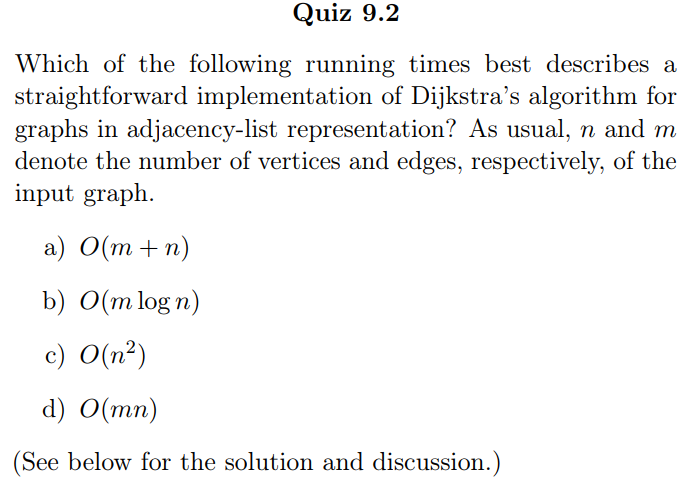 Quiz 9.2
Which of the following running times best describes a
straightforward implementation of Dijkstra's algorithm for
graphs in adjacency-list representation? As usual, n and m
denote the number of vertices and edges, respectively, of the
input graph.
a) O(m + n)
b) O(m log n)
c) O(n²)
d) O(mn)
(See below for the solution and discussion.)